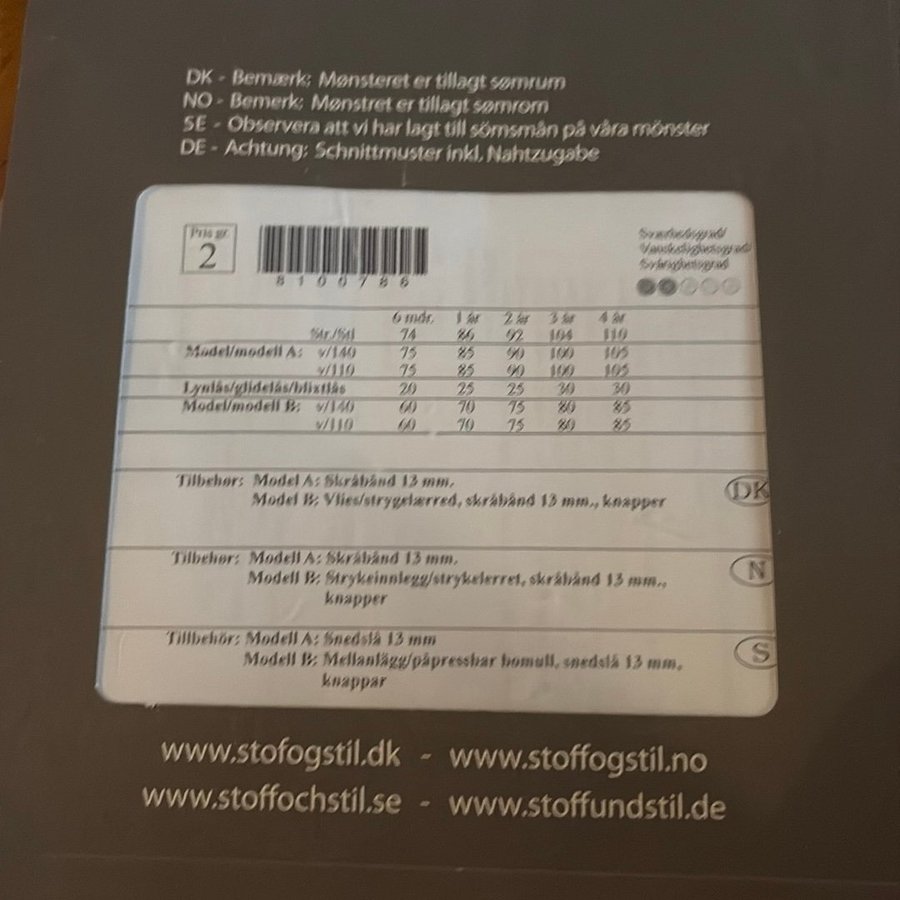 DK - Bemærk: Mønsteret er tillagt sømrum
NO - Bemerk: Mønstret er tillagt sømrom
SE - Observera att vi har lagt till sömsmån på våra mönster
DE - Achtung: Schnittmuster inkl. Nahtzugabe
Pris gr. 2
8100786
Sværhedsgrad/
Vanskelighetsgrad/
Svårighetsgrad
6 mdr. 1 år 2 år 3 år 4 år
Str./Stl 74 86 92 104 110
Model/modell A: v/140 75 85 90 100 105
v/110 75 85 90 100 105
Lynlås/glidelås/blixtlås 20 25 25 30 30
Model/modell B: v/140 60 70 75 80 85
v/110 60 70 75 80 85
Tilbehør: Model A: Skråbånd 13 mm.
Model B: Vlies/strygelærred, skråbånd 13 mm., knapper
DK
Tilbehør: Modell A: Skråbånd 13 mm.
Modell B: Strykeinnlegg/strykelerret, skråbånd 13 mm.,
knapper
N
Tillbehör: Modell A: Snedslå 13 mm
Modell B: Mellanlägg/påpressbar bomull, snedslå 13 mm,
knappar
S
www.stofogstil.dk - www.stoffogstil.no
www.stoffochstil.se - www.stoffundstil.de